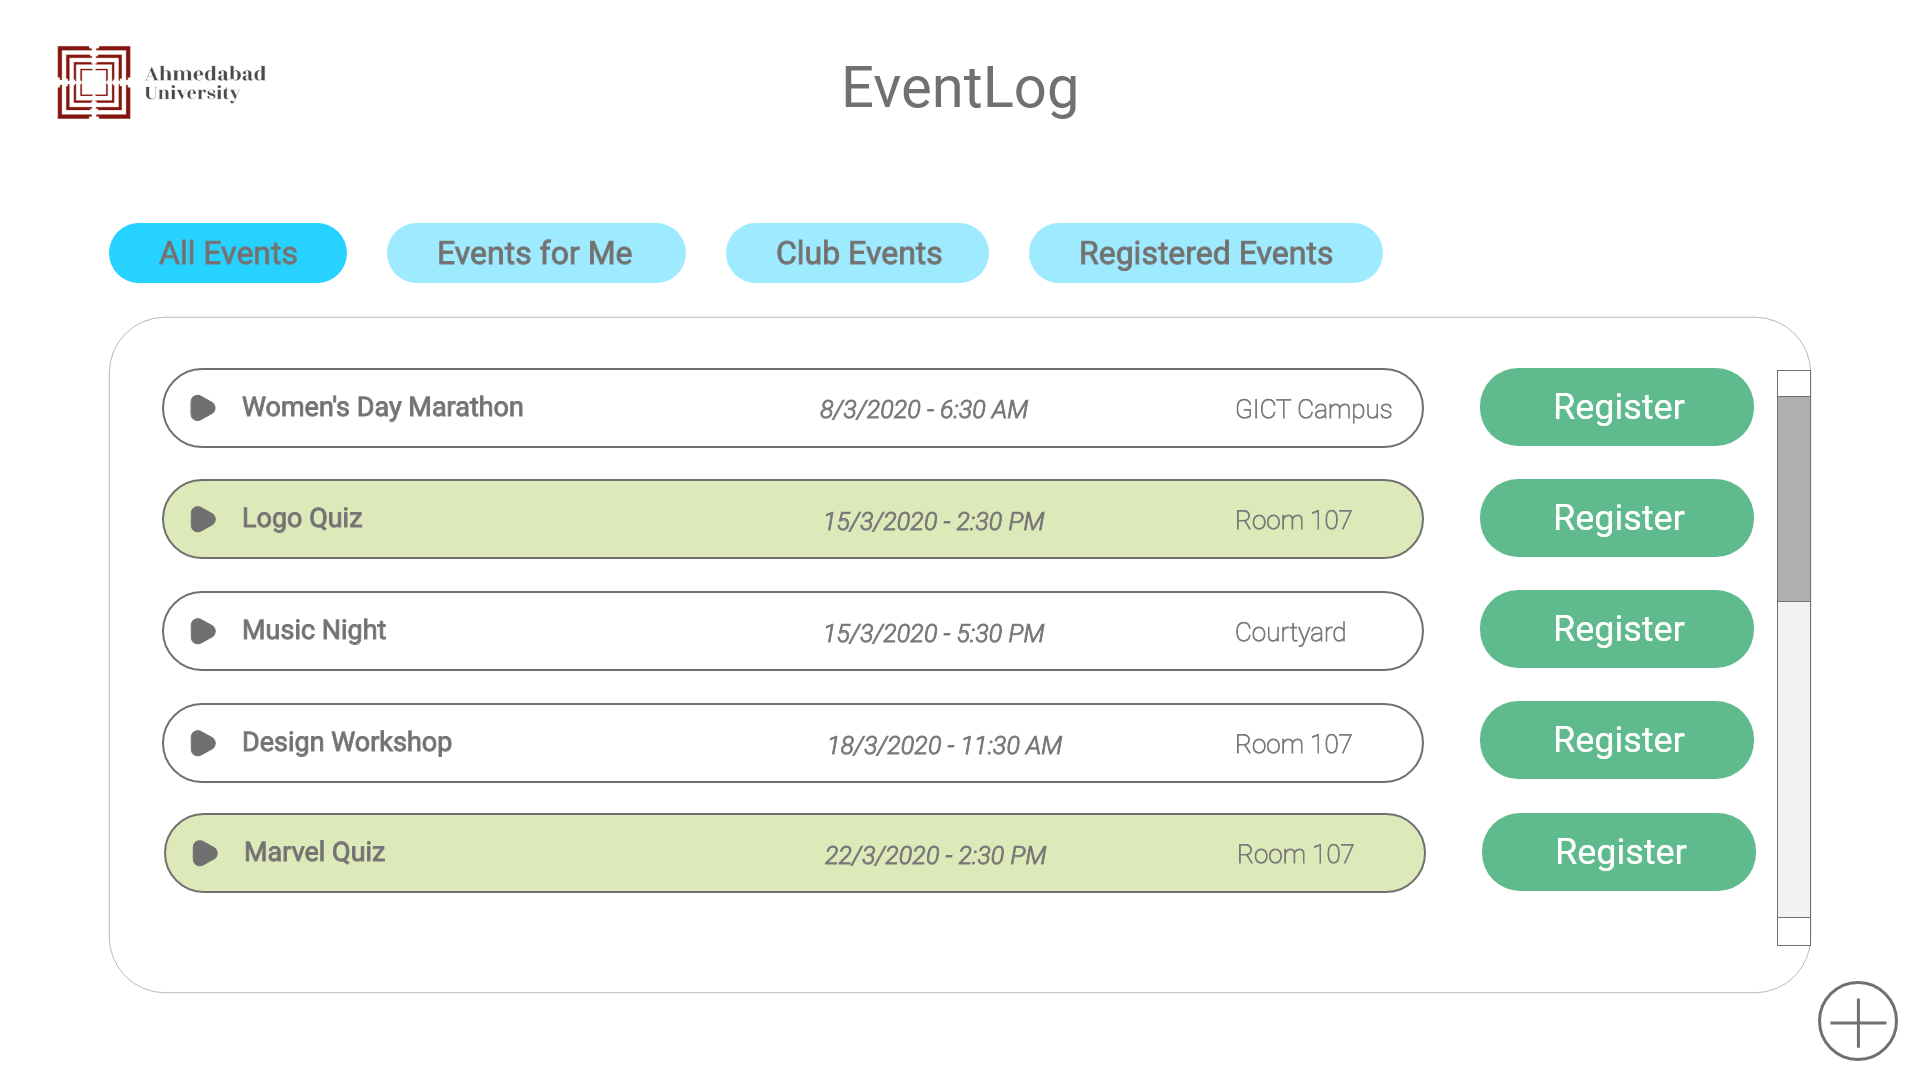 Ahmedabad
University
EventLog
All Events
Events for Me
Club Events
Registered Events
Women's Day Marathon 8/3/2020 - 6:30 AM GICT Campus Register
Logo Quiz 15/3/2020 - 2:30 PM Room 107 Register
Music Night 15/3/2020 - 5:30 PM Courtyard Register
Design Workshop 18/3/2020 - 11:30 AM Room 107 Register
Marvel Quiz 22/3/2020 - 2:30 PM Room 107 Register